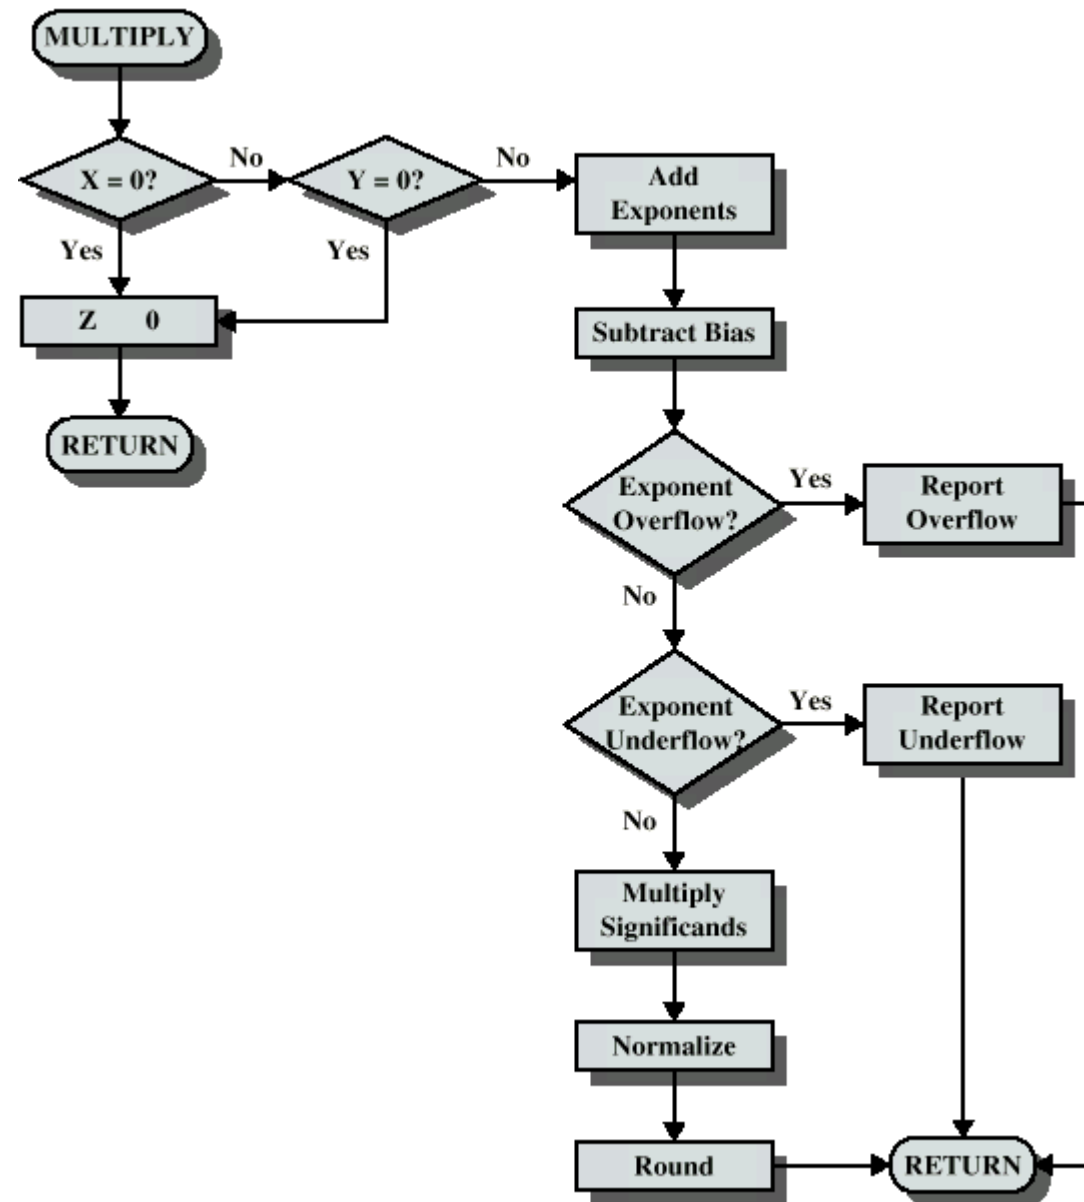 MULTIPLY
X = 0?
No
Y = 0?
No
Add
Exponents
Yes
Yes
Z 0
RETURN
Subtract Bias
Exponent
Overflow?
Yes
Report
Overflow
No
Exponent
Underflow?
Yes
Report
Underflow
No
Multiply
Significands
Normalize
Round
RETURN